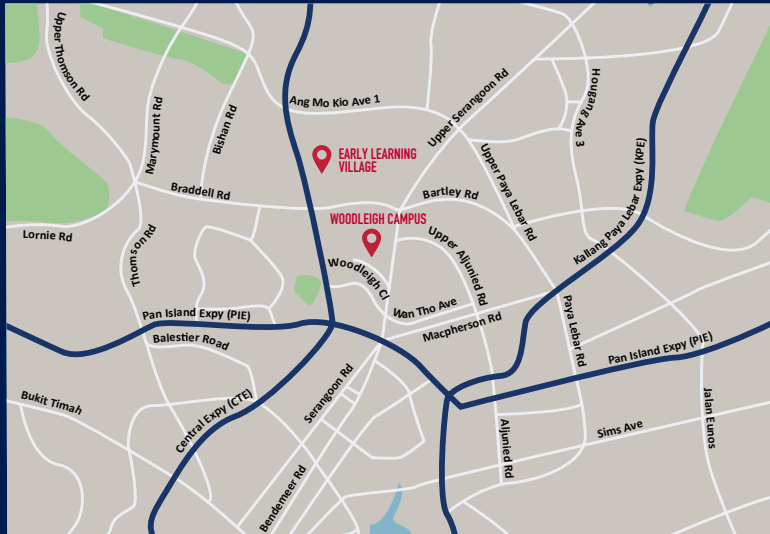 Upper Thomson Rd
Marymount Rd
Bishan Rd
Ang Mo Kio Ave 1
Upper Serangoon Rd
Hougang Ave 3
EARLY LEARNING
VILLAGE
Braddell Rd
Bartley Rd
Upper Paya Lebar Rd
Kallang Paya Lebar Expy (KPE)
WOODLEIGH CAMPUS
Lornie Rd
Thomson Rd
Woodleigh Cl
Upper Aljunied Rd
Wan Tho Ave
Macpherson Rd
Pan Island Expy (PIE)
Balestier Road
Paya Lebar Rd
Pan Island Expy (PIE)
Bukit Timah
Central Expy (CTE)
Serangoon Rd
Bendemeer Rd
Aljunied Rd
Sims Ave
Jalan Eunos